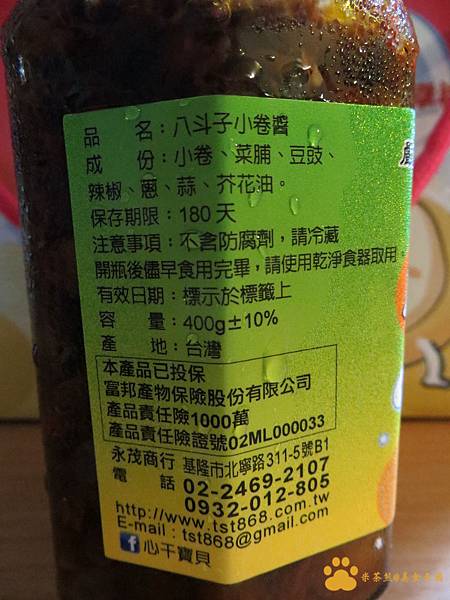 品　　名：八斗子小卷醬
成　　份：小卷、菜脯、豆豉、
辣椒、蔥、蒜、芥花油。
保存期限：180 天
注意事項：不含防腐劑，請冷藏
開瓶後儘早食用完畢，請使用乾淨食器取用。
有效日期：標示於標籤上
容　　量：400g±10%
產　　地：台灣
本產品已投保
富邦產物保險股份有限公司
產品責任險1000萬
產品責任險證號02ML000033
永茂商行 基隆市北寧路311-5號B1
電　話 02-2469-2107
0932-012-805
http://www.tst868.com.tw
E-mail : tst868@gmail.com
f 心干寶貝